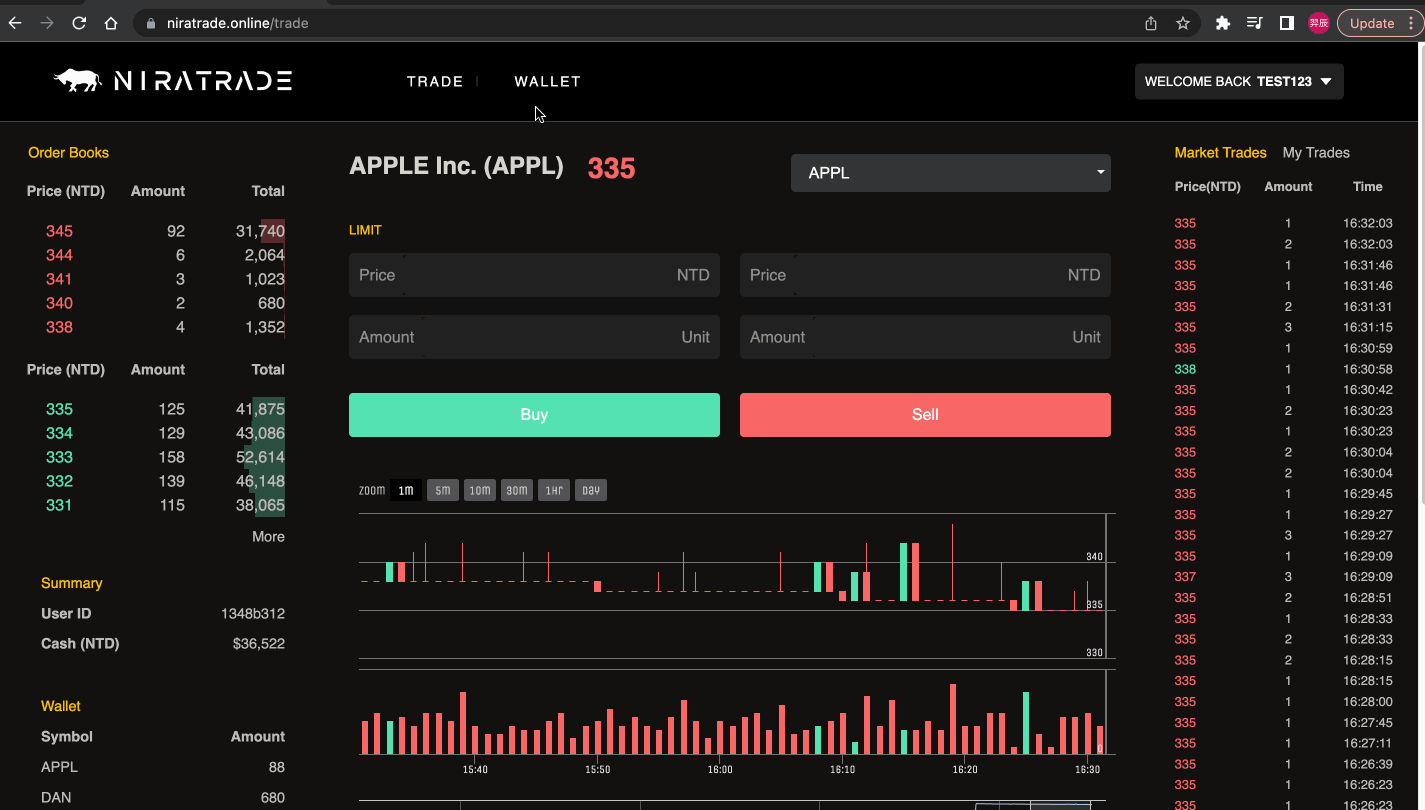 niratrade.online/trade
羿辰
Update
NIRATRADE
TRADE | WALLET
WELCOME BACK TEST123
Order Books
Price (NTD) Amount Total
345 92 31,740
344 6 2,064
341 3 1,023
340 2 680
338 4 1,352
Price (NTD) Amount Total
335 125 41,875
334 129 43,086
333 158 52,614
332 139 46,148
331 115 38,065
More
Summary
User ID 1348b312
Cash (NTD) $36,522
Wallet
Symbol Amount
APPL 88
DAN 680
APPLE Inc. (APPL) 335
APPL
LIMIT
Price NTD
Price NTD
Amount Unit
Amount Unit
Buy
Sell
ZOOM 1M 5M 10M 30M 1HR DAY
340
335
330
0
15:40 15:50 16:00 16:10 16:20 16:30
Market Trades My Trades
Price(NTD) Amount Time
335 1 16:32:03
335 2 16:32:03
335 1 16:31:46
335 1 16:31:46
335 2 16:31:31
335 3 16:31:15
335 1 16:30:59
338 1 16:30:58
335 1 16:30:42
335 2 16:30:23
335 1 16:30:23
335 2 16:30:04
335 2 16:30:04
335 1 16:29:45
335 1 16:29:27
335 3 16:29:27
335 1 16:29:09
337 3 16:29:09
335 2 16:28:51
335 1 16:28:33
335 2 16:28:33
335 2 16:28:15
335 1 16:28:15
335 1 16:28:00
335 1 16:27:45
335 1 16:27:11
335 1 16:26:39
335 1 16:26:23
335 1 16:26:23